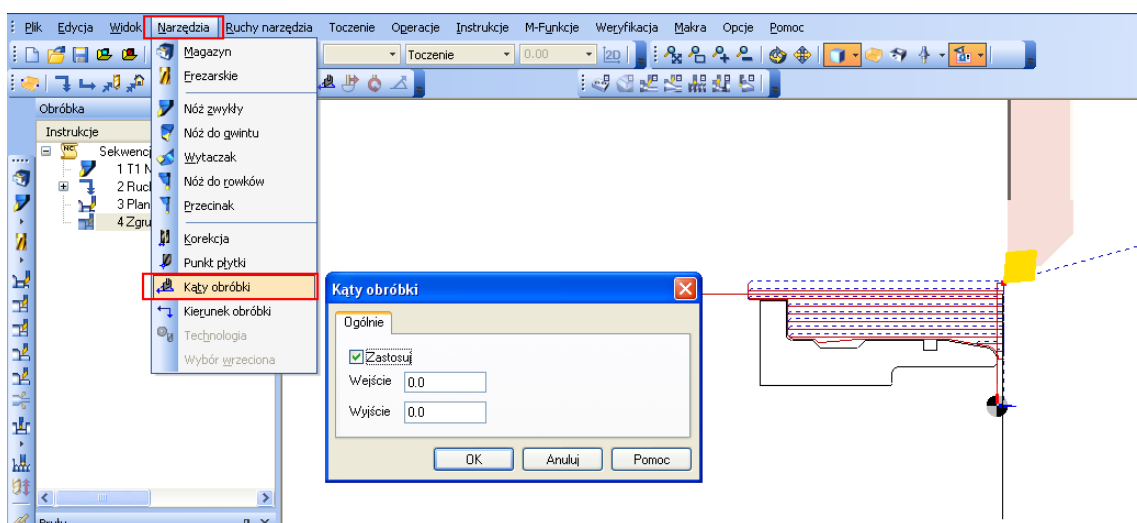 Plik Edycja Widok Narzędzia Ruchy narzędzia Toczenie Operacje Instrukcje M-Funkcje Weryfikacja Makra Opcje Pomoc
Toczenie 0.00 2D
Obróbka
Instrukcje
NC Sekwencj
1 T1 N
2 Ruc
3 Plan
4 Zgru
Magazyn
Frezarskie
Nóż zwykły
Nóż do gwintu
Wytaczak
Nóż do rowków
Przecinak
Korekcja
Punkt płytki
Kąty obróbki
Kierunek obróbki
Technologia
Wybór wrzeciona
Kąty obróbki
Ogólnie
Zastosuj
Wejście 0.0
Wyjście 0.0
OK Anuluj Pomoc